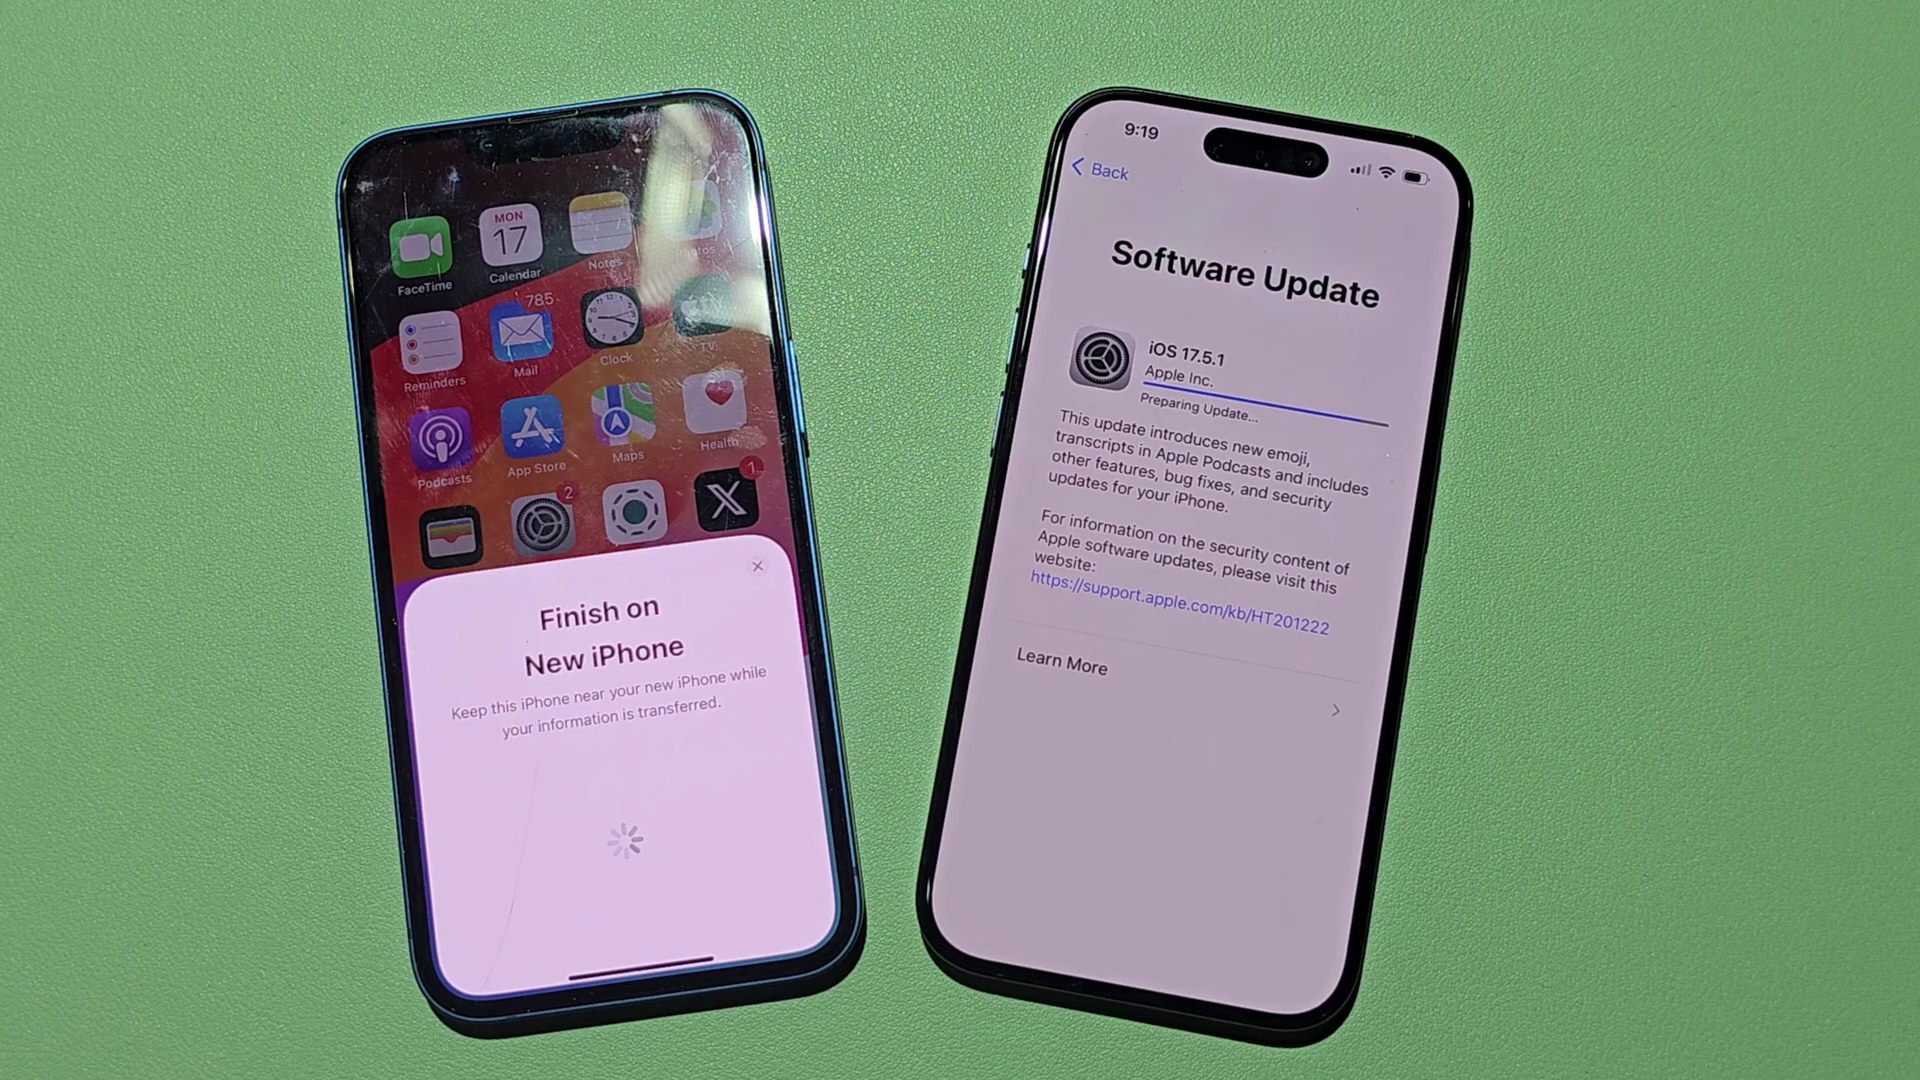 MON
17
FaceTime
Calendar
Notes
Photos
785
Reminders
Mail
Clock
TV
Podcasts
App Store
Maps
Health
2
1
Finish on
New iPhone
Keep this iPhone near your new iPhone while
your information is transferred.
9:19
Back
Software Update
iOS 17.5.1
Apple Inc.
Preparing Update...
This update introduces new emoji,
transcripts in Apple Podcasts and includes
other features, bug fixes, and security
updates for your iPhone.
For information on the security content of
Apple software updates, please visit this
website:
https://support.apple.com/kb/HT201222
Learn More